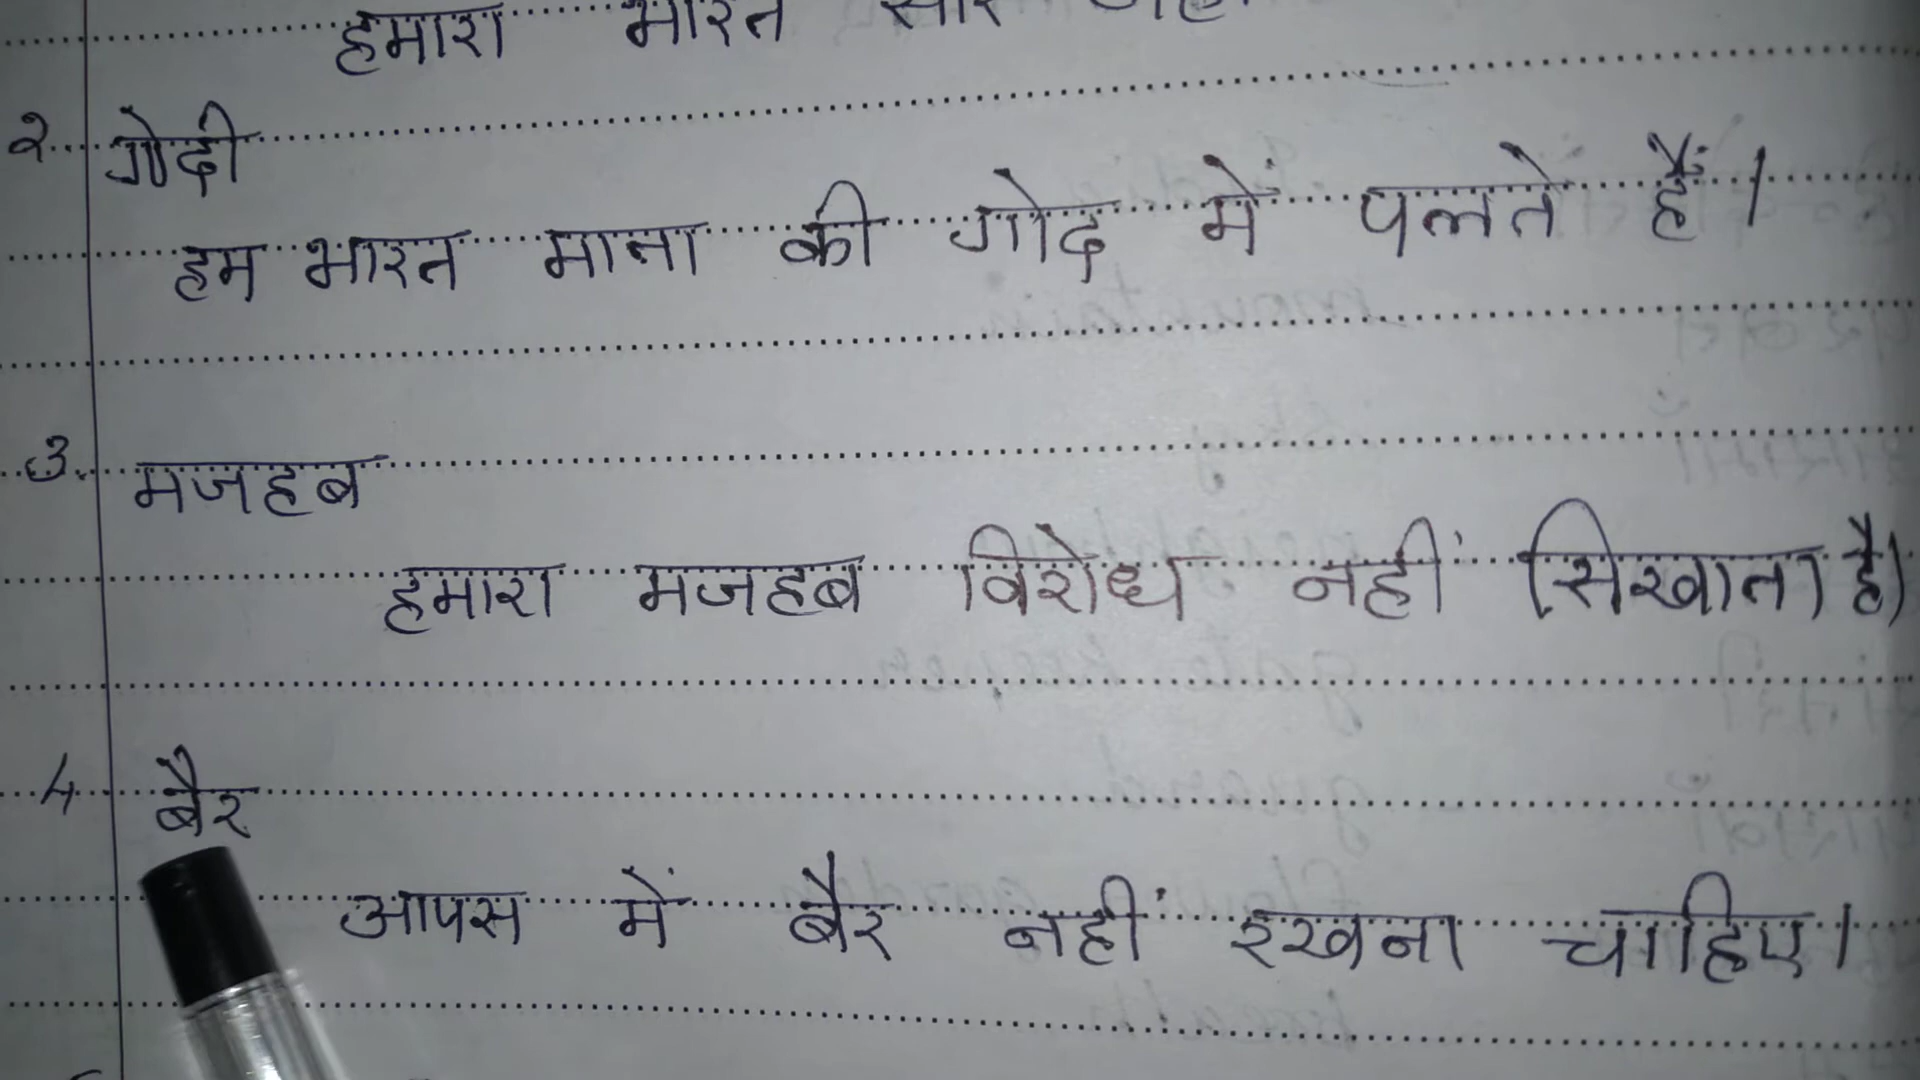 हमारा भारत सारे
२. गोदी
हम भारत माता की गोद में पलते हैं।
3. मजहब
हमारा मजहब विरोध नहीं सिखाता है।
4. बैर
आपस में बैर नहीं रखना चाहिए।